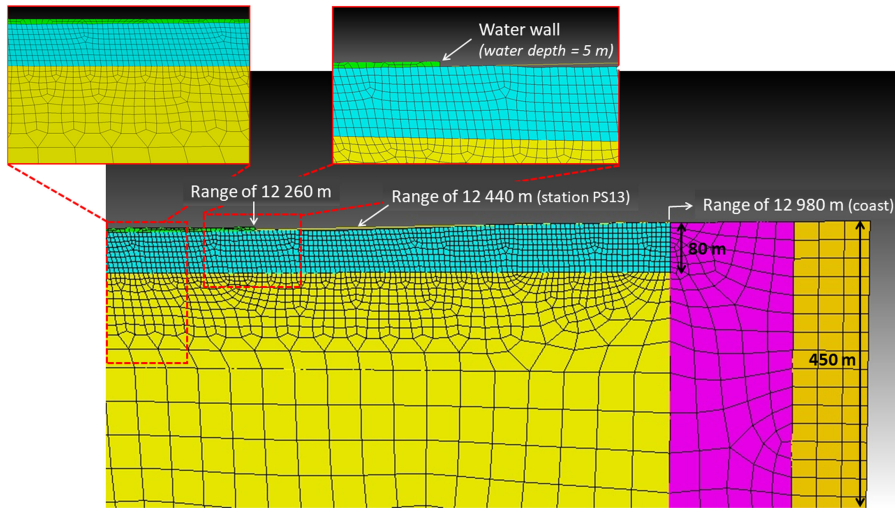 Water wall
(water depth = 5 m)
Range of 12 260 m
Range of 12 440 m (station PS13)
Range of 12 980 m (coast)
80 m
450 m